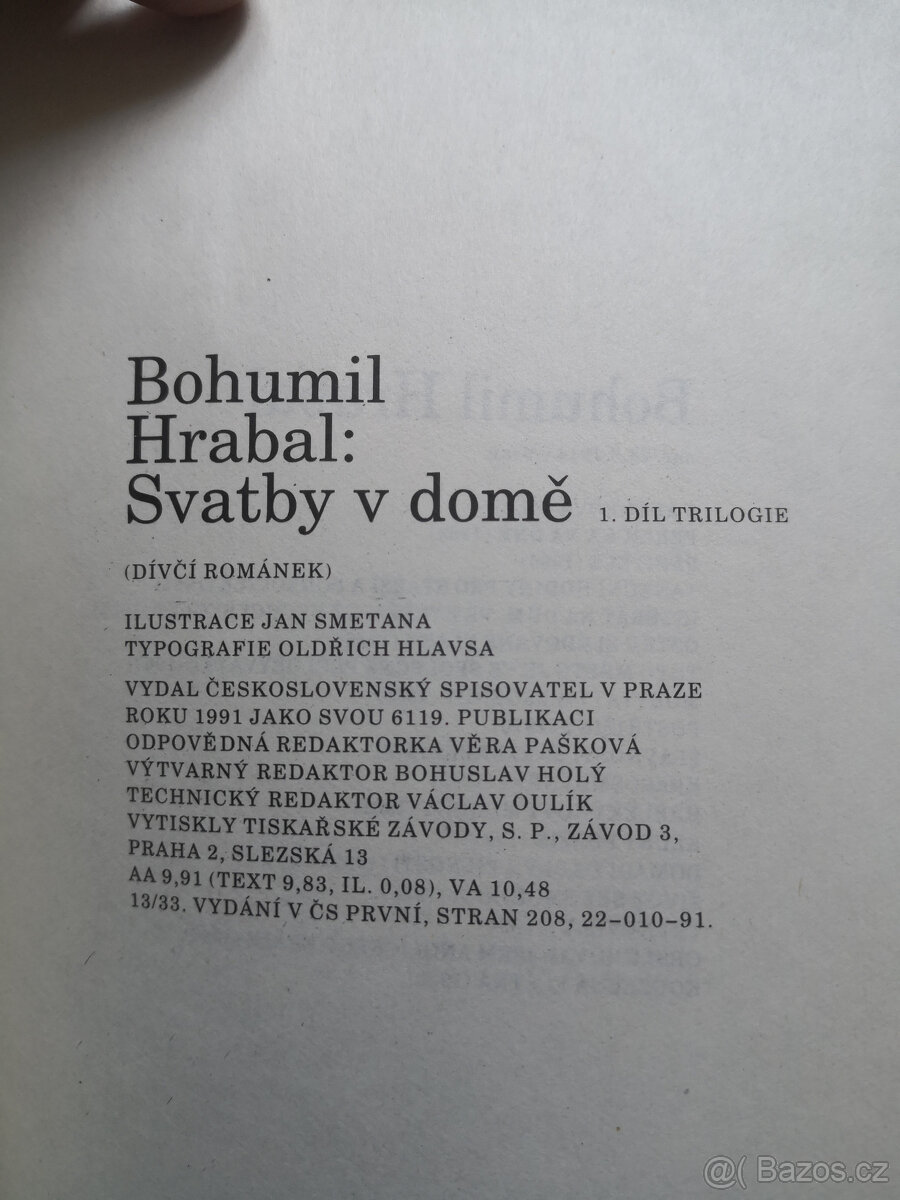 Bohumil
Hrabal:
Svatby v domě 1. DÍL TRILOGIE
(DÍVČÍ ROMÁNEK)
ILUSTRACE JAN SMETANA
TYPOGRAFIE OLDŘICH HLAVSA
VYDAL ČESKOSLOVENSKÝ SPISOVATEL V PRAZE
ROKU 1991 JAKO SVOU 6119. PUBLIKACI
ODPOVĚDNÁ REDAKTORKA VĚRA PAŠKOVÁ
VÝTVARNÝ REDAKTOR BOHUSLAV HOLÝ
TECHNICKÝ REDAKTOR VÁCLAV OULÍK
VYTISKLY TISKAŘSKÉ ZÁVODY, S. P., ZÁVOD 3,
PRAHA 2, SLEZSKÁ 13
AA 9,91 (TEXT 9,83, IL. 0,08), VA 10,48
13/33. VYDÁNÍ V ČS PRVNÍ, STRAN 208, 22–010–91.
@( Bazos.cz